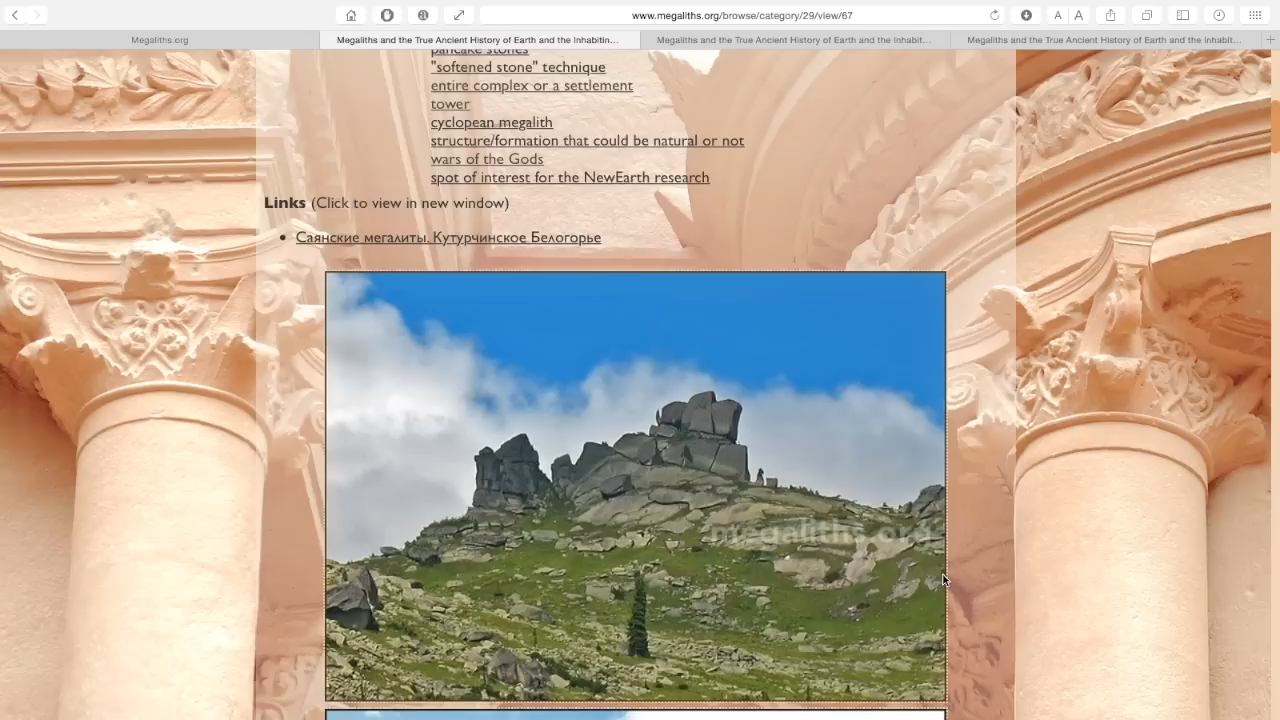 www.megaliths.org/browse/category/29/view/67
A A
Megaliths.org
Megaliths and the True Ancient History of Earth and the Inhabitin...
Megaliths and the True Ancient History of Earth and the Inhabit...
Megaliths and the True Ancient History of Earth and the Inhabit...
pancake stones
"softened stone" technique
entire complex or a settlement
tower
cyclopean megalith
structure/formation that could be natural or not
wars of the Gods
spot of interest for the NewEarth research
Links (Click to view in new window)
• Саянские мегалиты. Кутурчинское Белогорье
megaliths.org